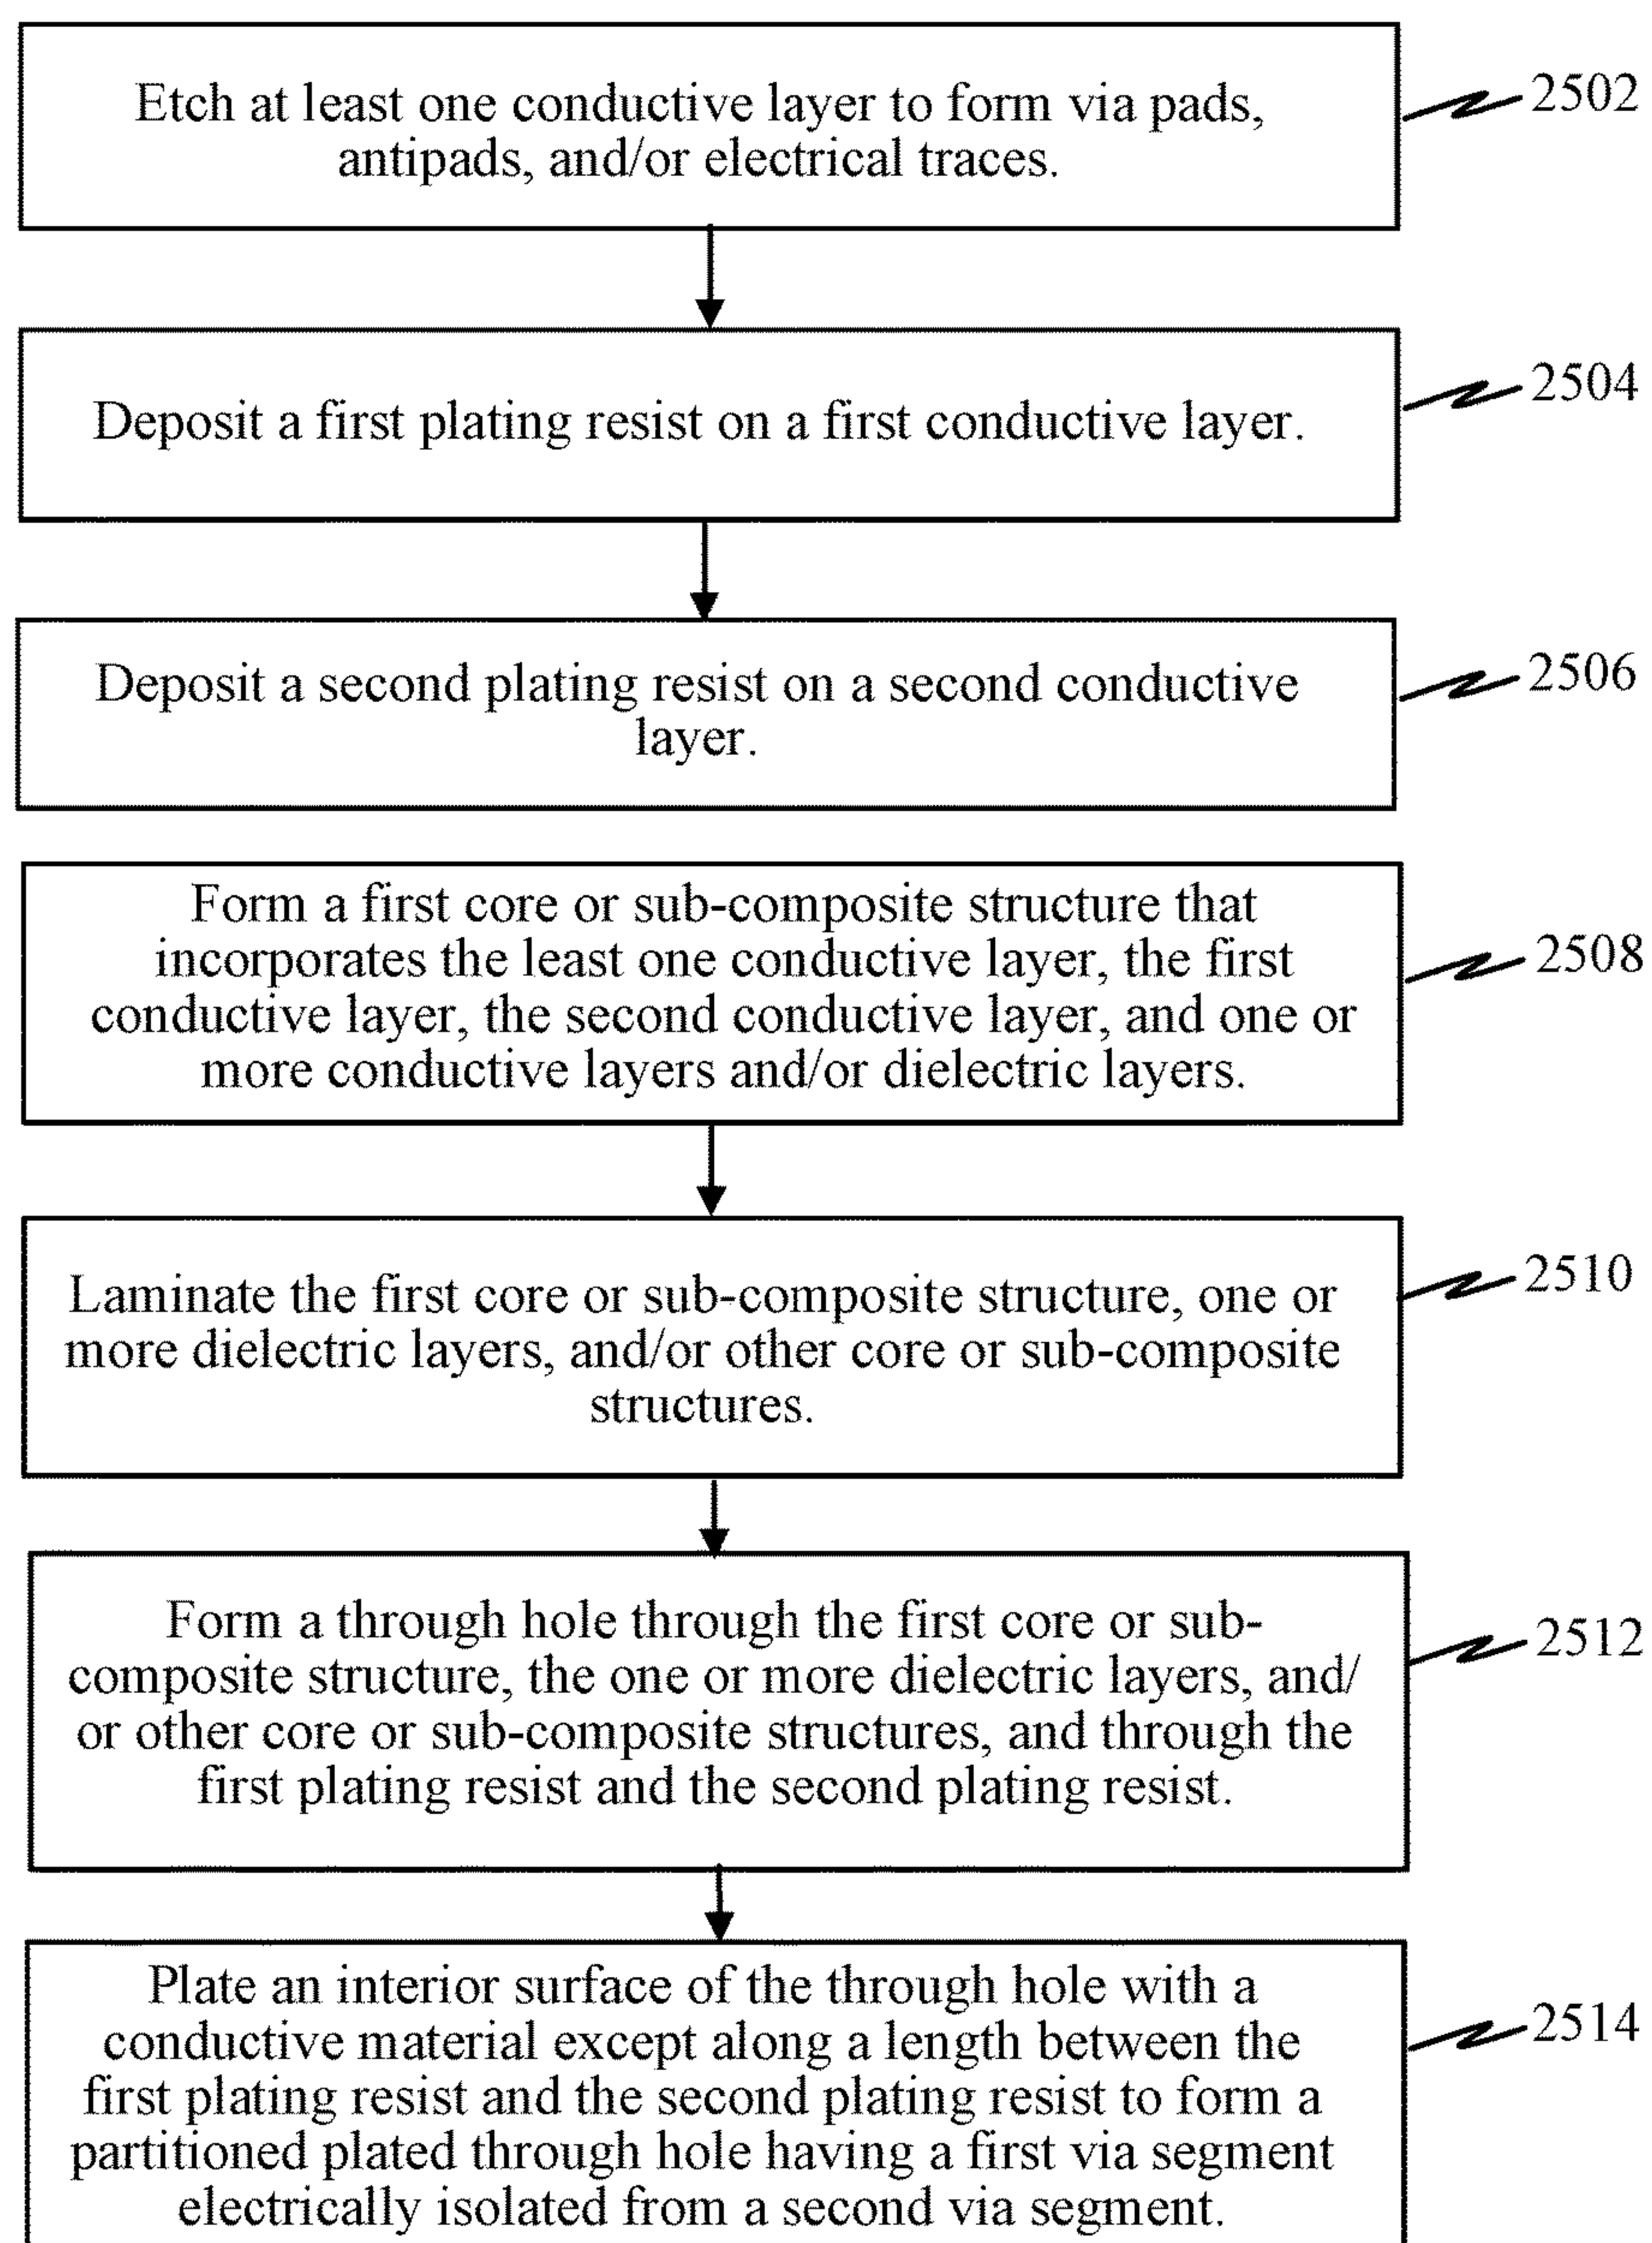 Etch at least one conductive layer to form via pads,
antipads, and/or electrical traces.
2502
Deposit a first plating resist on a first conductive layer.
2504
Deposit a second plating resist on a second conductive
layer.
2506
Form a first core or sub-composite structure that
incorporates the least one conductive layer, the first
conductive layer, the second conductive layer, and one or
more conductive layers and/or dielectric layers.
2508
Laminate the first core or sub-composite structure, one or
more dielectric layers, and/or other core or sub-composite
structures.
2510
Form a through hole through the first core or sub-
composite structure, the one or more dielectric layers, and/
or other core or sub-composite structures, and through the
first plating resist and the second plating resist.
2512
Plate an interior surface of the through hole with a
conductive material except along a length between the
first plating resist and the second plating resist to form a
partitioned plated through hole having a first via segment
electrically isolated from a second via segment.
2514